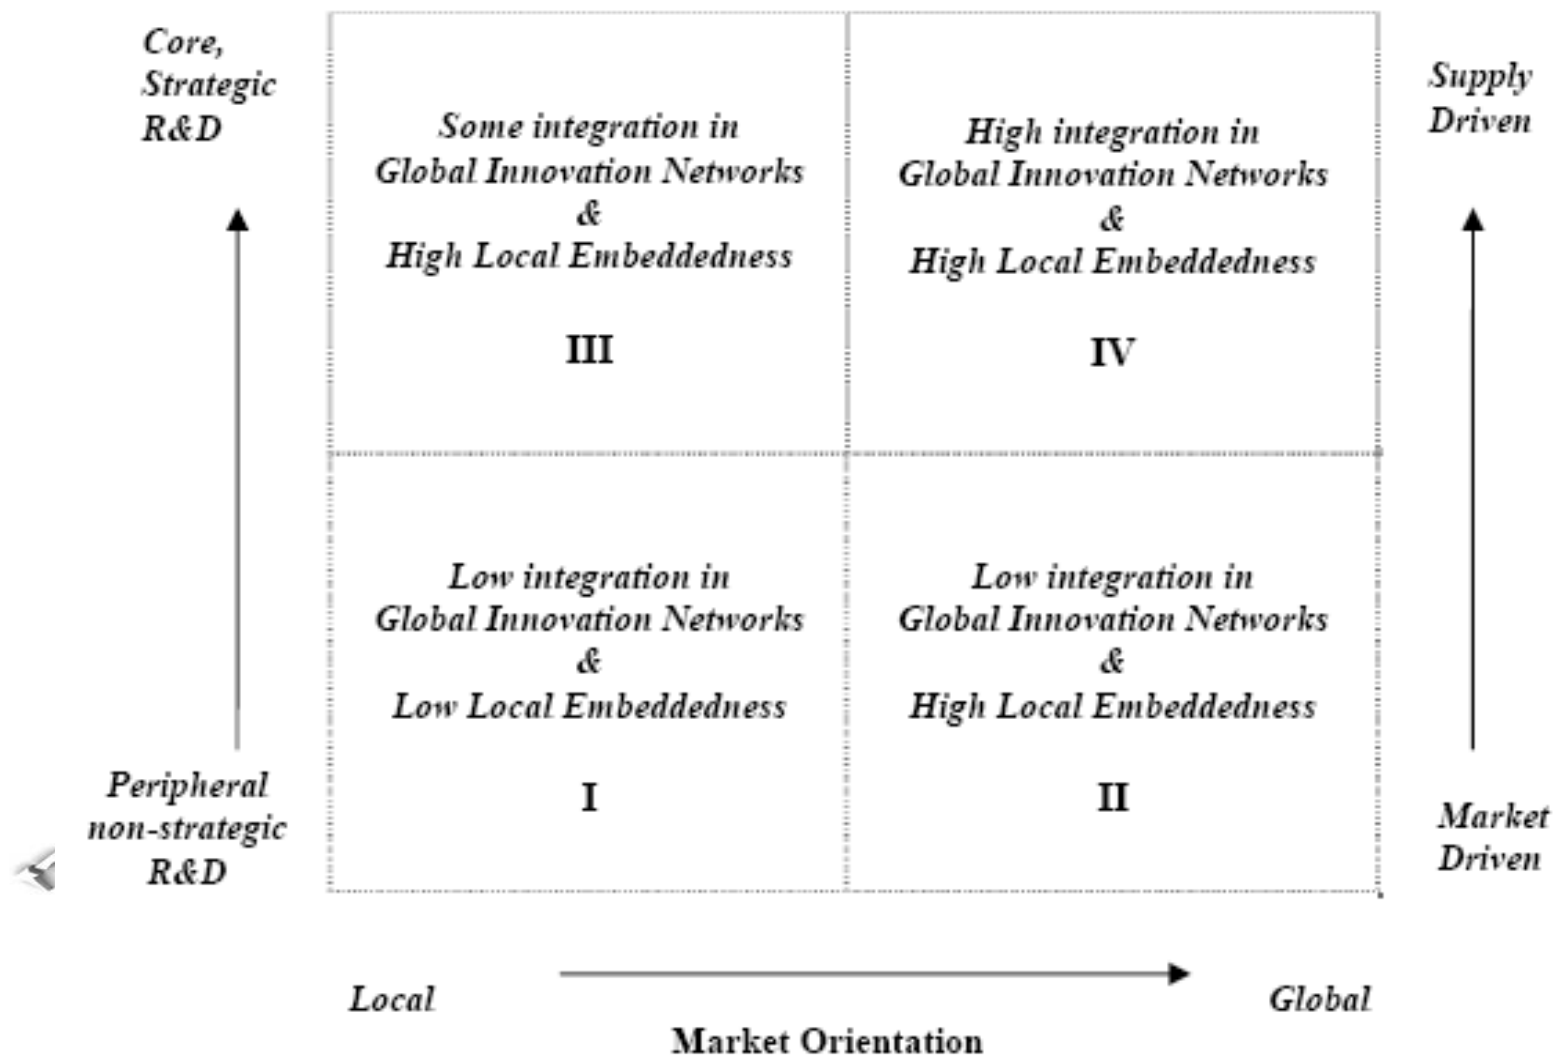 Core,
Strategic
R&D
Some integration in
Global Innovation Networks
&
High Local Embeddedness
III
High integration in
Global Innovation Networks
&
High Local Embeddedness
IV
Supply
Driven
Peripheral
non-strategic
R&D
Low integration in
Global Innovation Networks
&
Low Local Embeddedness
I
Low integration in
Global Innovation Networks
&
High Local Embeddedness
II
Market
Driven
Local
Global
Market Orientation